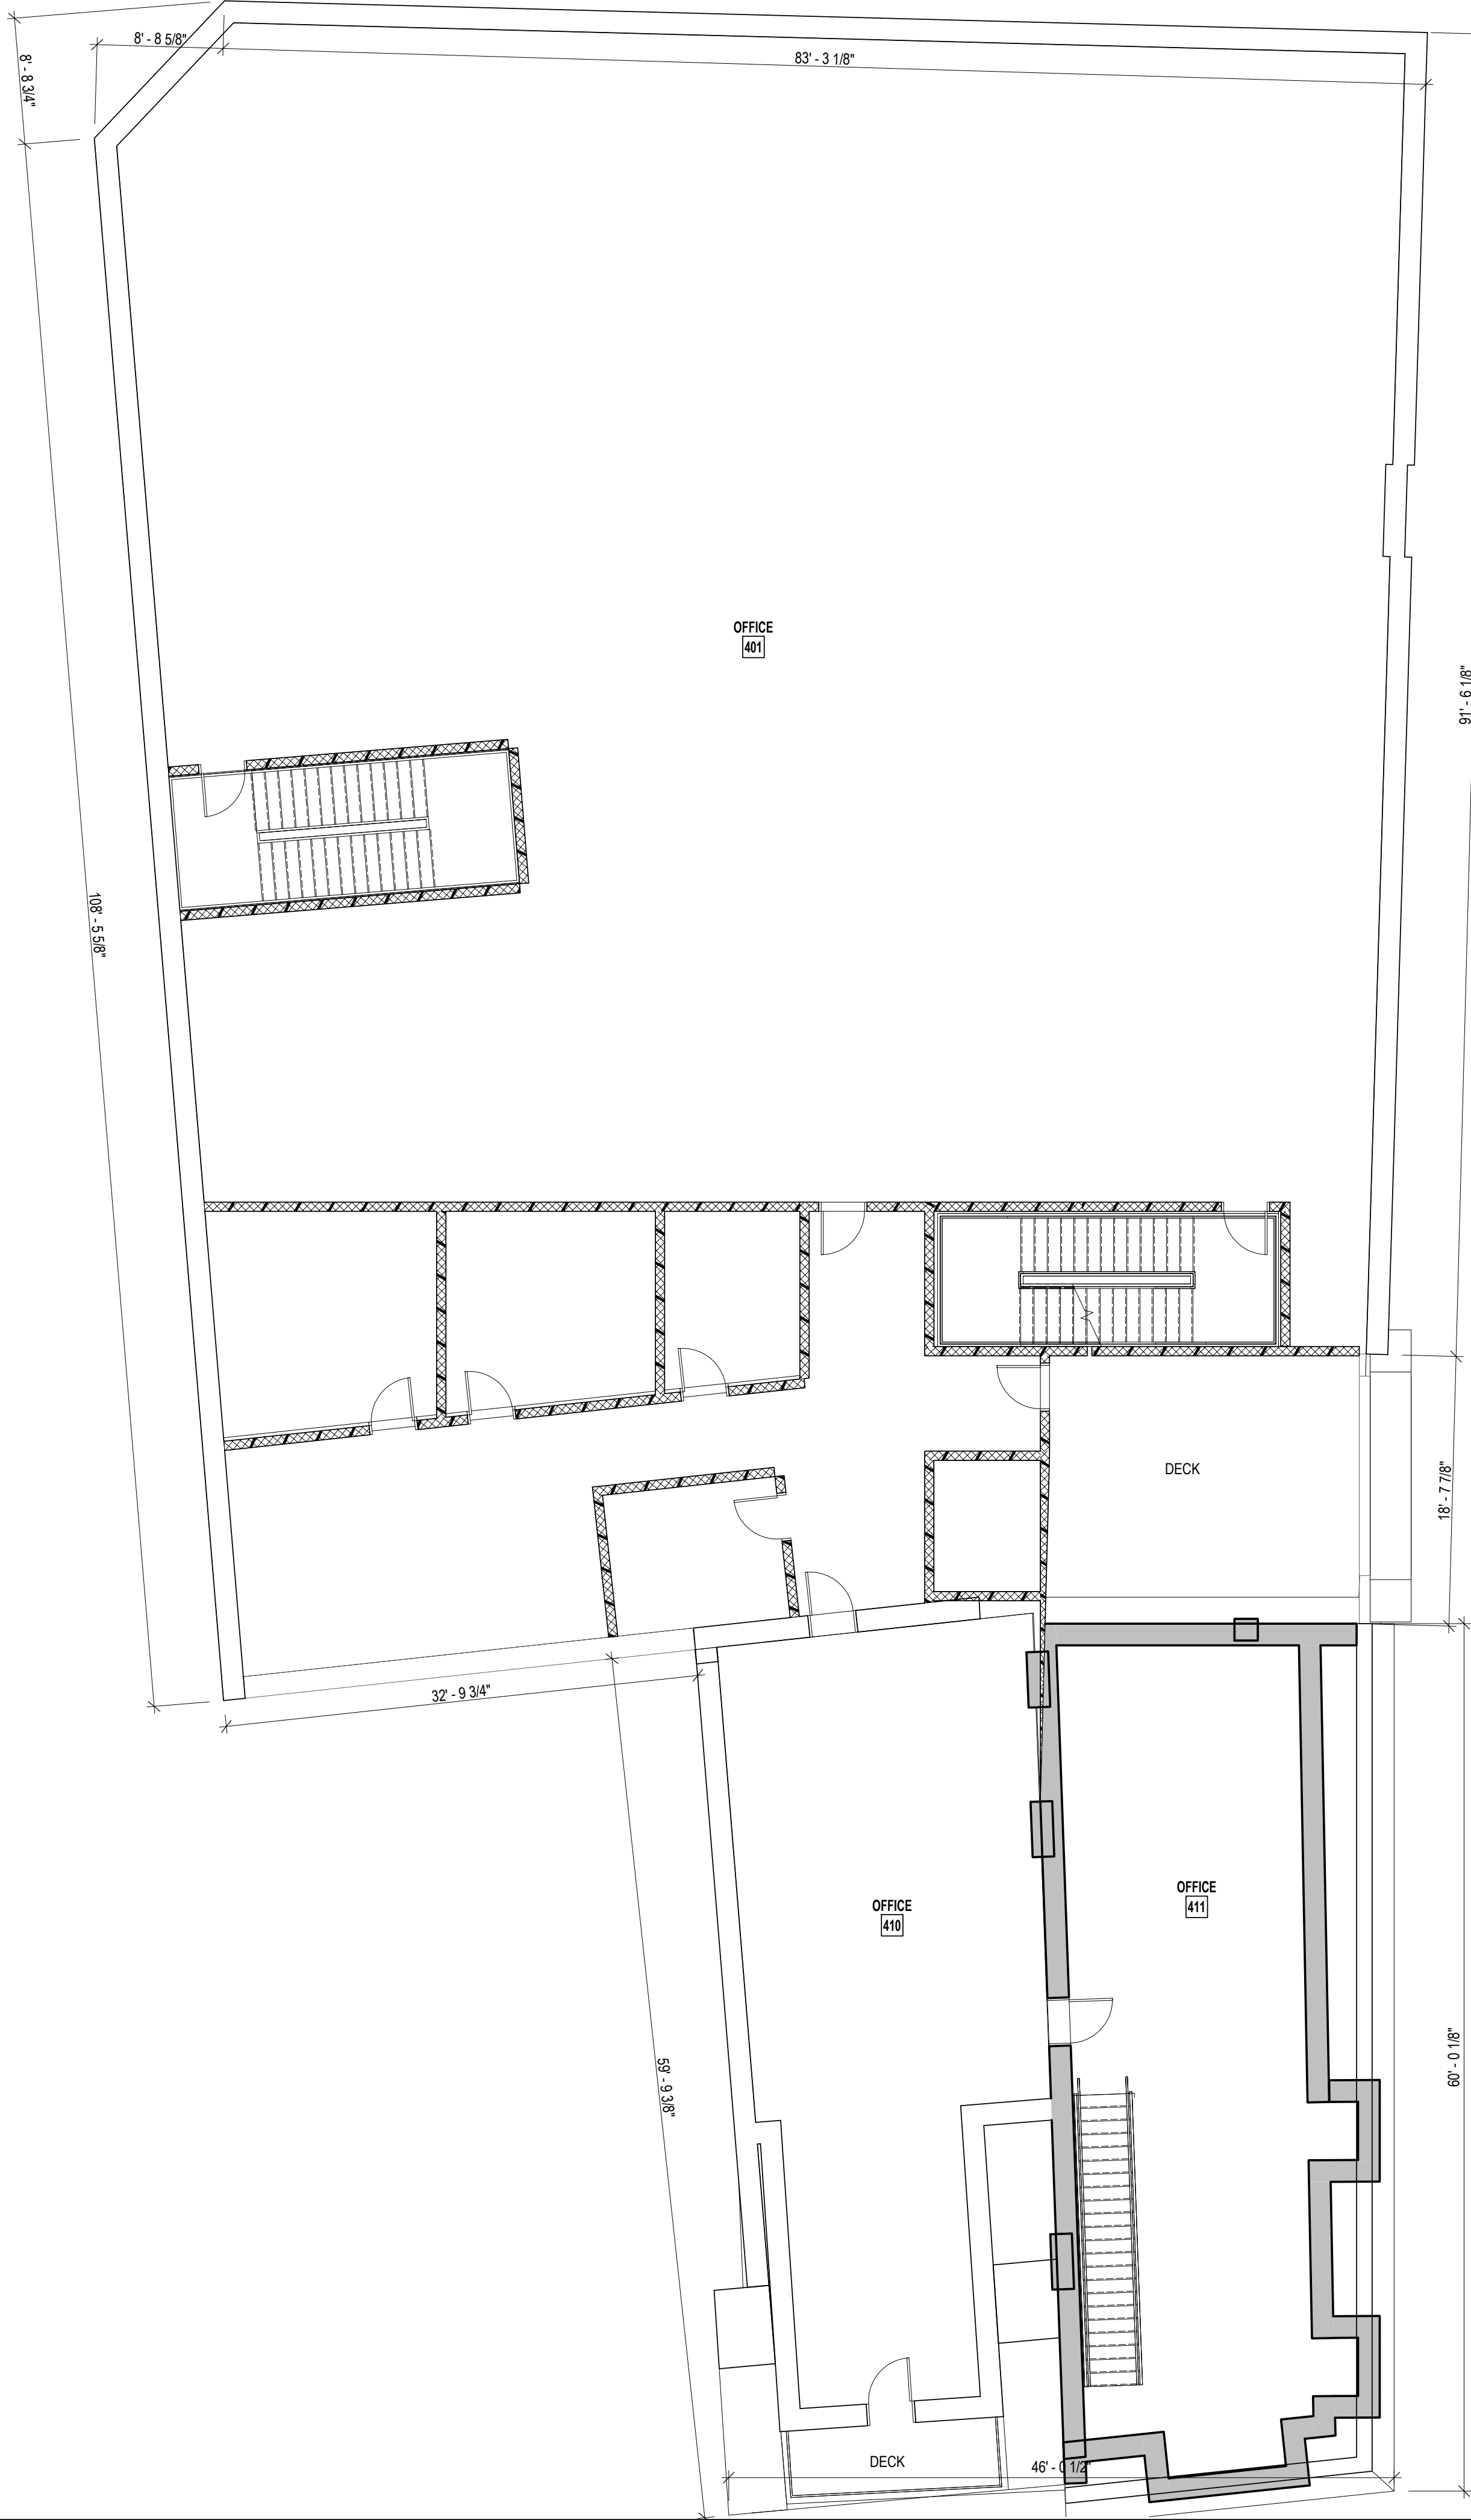 8' - 8 5/8"
83' - 3 1/8"
8' - 8 3/4"
OFFICE
401
91' - 6 1/8"
108' - 5 5/8"
DECK
18' - 7 7/8"
32' - 9 3/4"
OFFICE
411
OFFICE
410
60' - 0 1/8"
59' - 9 3/8"
DECK
46' - 0 1/2"